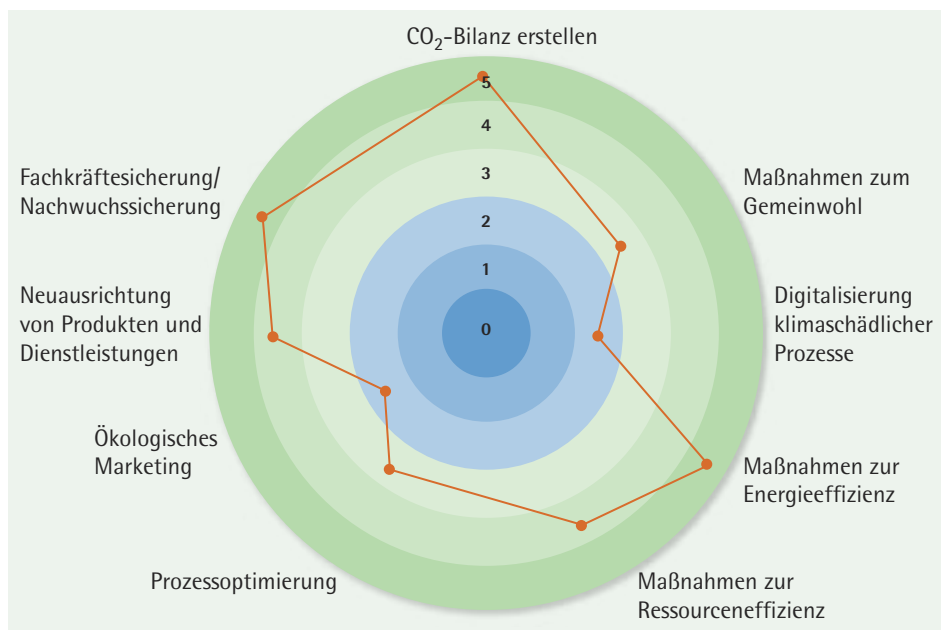 CO₂-Bilanz erstellen
5
4
3
2
1
0
Maßnahmen zum
Gemeinwohl
Digitalisierung
klimaschädlicher
Prozesse
Maßnahmen zur
Energieeffizienz
Maßnahmen zur
Ressourceneffizienz
Prozessoptimierung
Ökologisches
Marketing
Neuausrichtung
von Produkten und
Dienstleistungen
Fachkräftesicherung/
Nachwuchssicherung